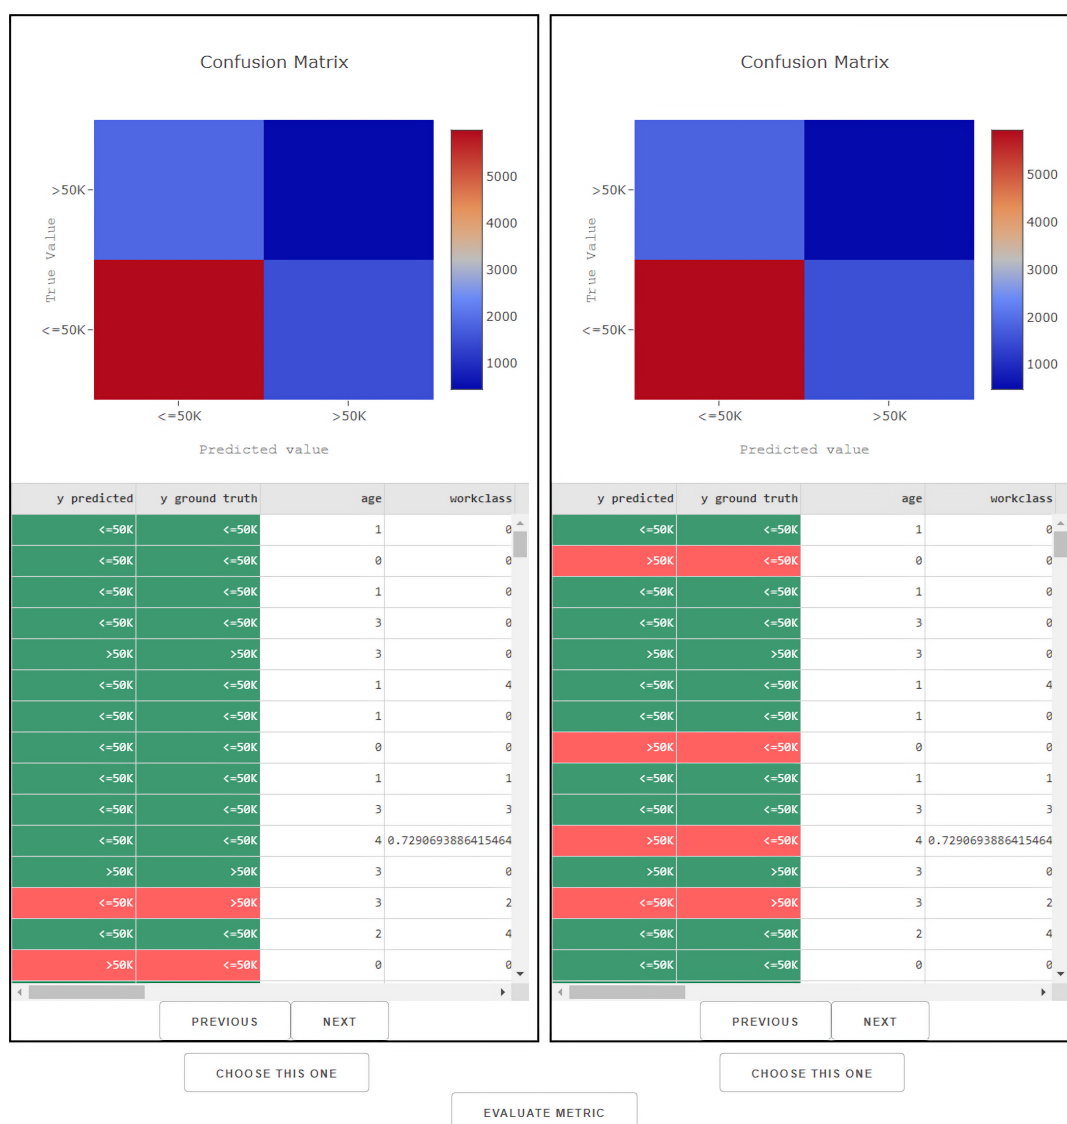 Confusion Matrix
>50K
<=50K
True Value
<=50K
>50K
Predicted value
5000
4000
3000
2000
1000
y predicted y ground truth age workclass
<=50K <=50K 1 0
<=50K <=50K 0 0
<=50K <=50K 1 0
<=50K <=50K 3 0
>50K >50K 3 0
<=50K <=50K 1 4
<=50K <=50K 1 0
<=50K <=50K 0 0
<=50K <=50K 1 1
<=50K <=50K 3 3
<=50K <=50K 4 0.7290693886415464
>50K >50K 3 0
<=50K >50K 3 2
<=50K <=50K 2 4
>50K <=50K 0 0
PREVIOUS NEXT
CHOOSE THIS ONE
Confusion Matrix
>50K
<=50K
True Value
<=50K
>50K
Predicted value
5000
4000
3000
2000
1000
y predicted y ground truth age workclass
<=50K <=50K 1 0
>50K <=50K 0 0
<=50K <=50K 1 0
<=50K <=50K 3 0
>50K >50K 3 0
<=50K <=50K 1 4
<=50K <=50K 1 0
>50K <=50K 0 0
<=50K <=50K 1 1
<=50K <=50K 3 3
>50K <=50K 4 0.7290693886415464
>50K >50K 3 0
<=50K >50K 3 2
<=50K <=50K 2 4
<=50K <=50K 0 0
PREVIOUS NEXT
CHOOSE THIS ONE
EVALUATE METRIC